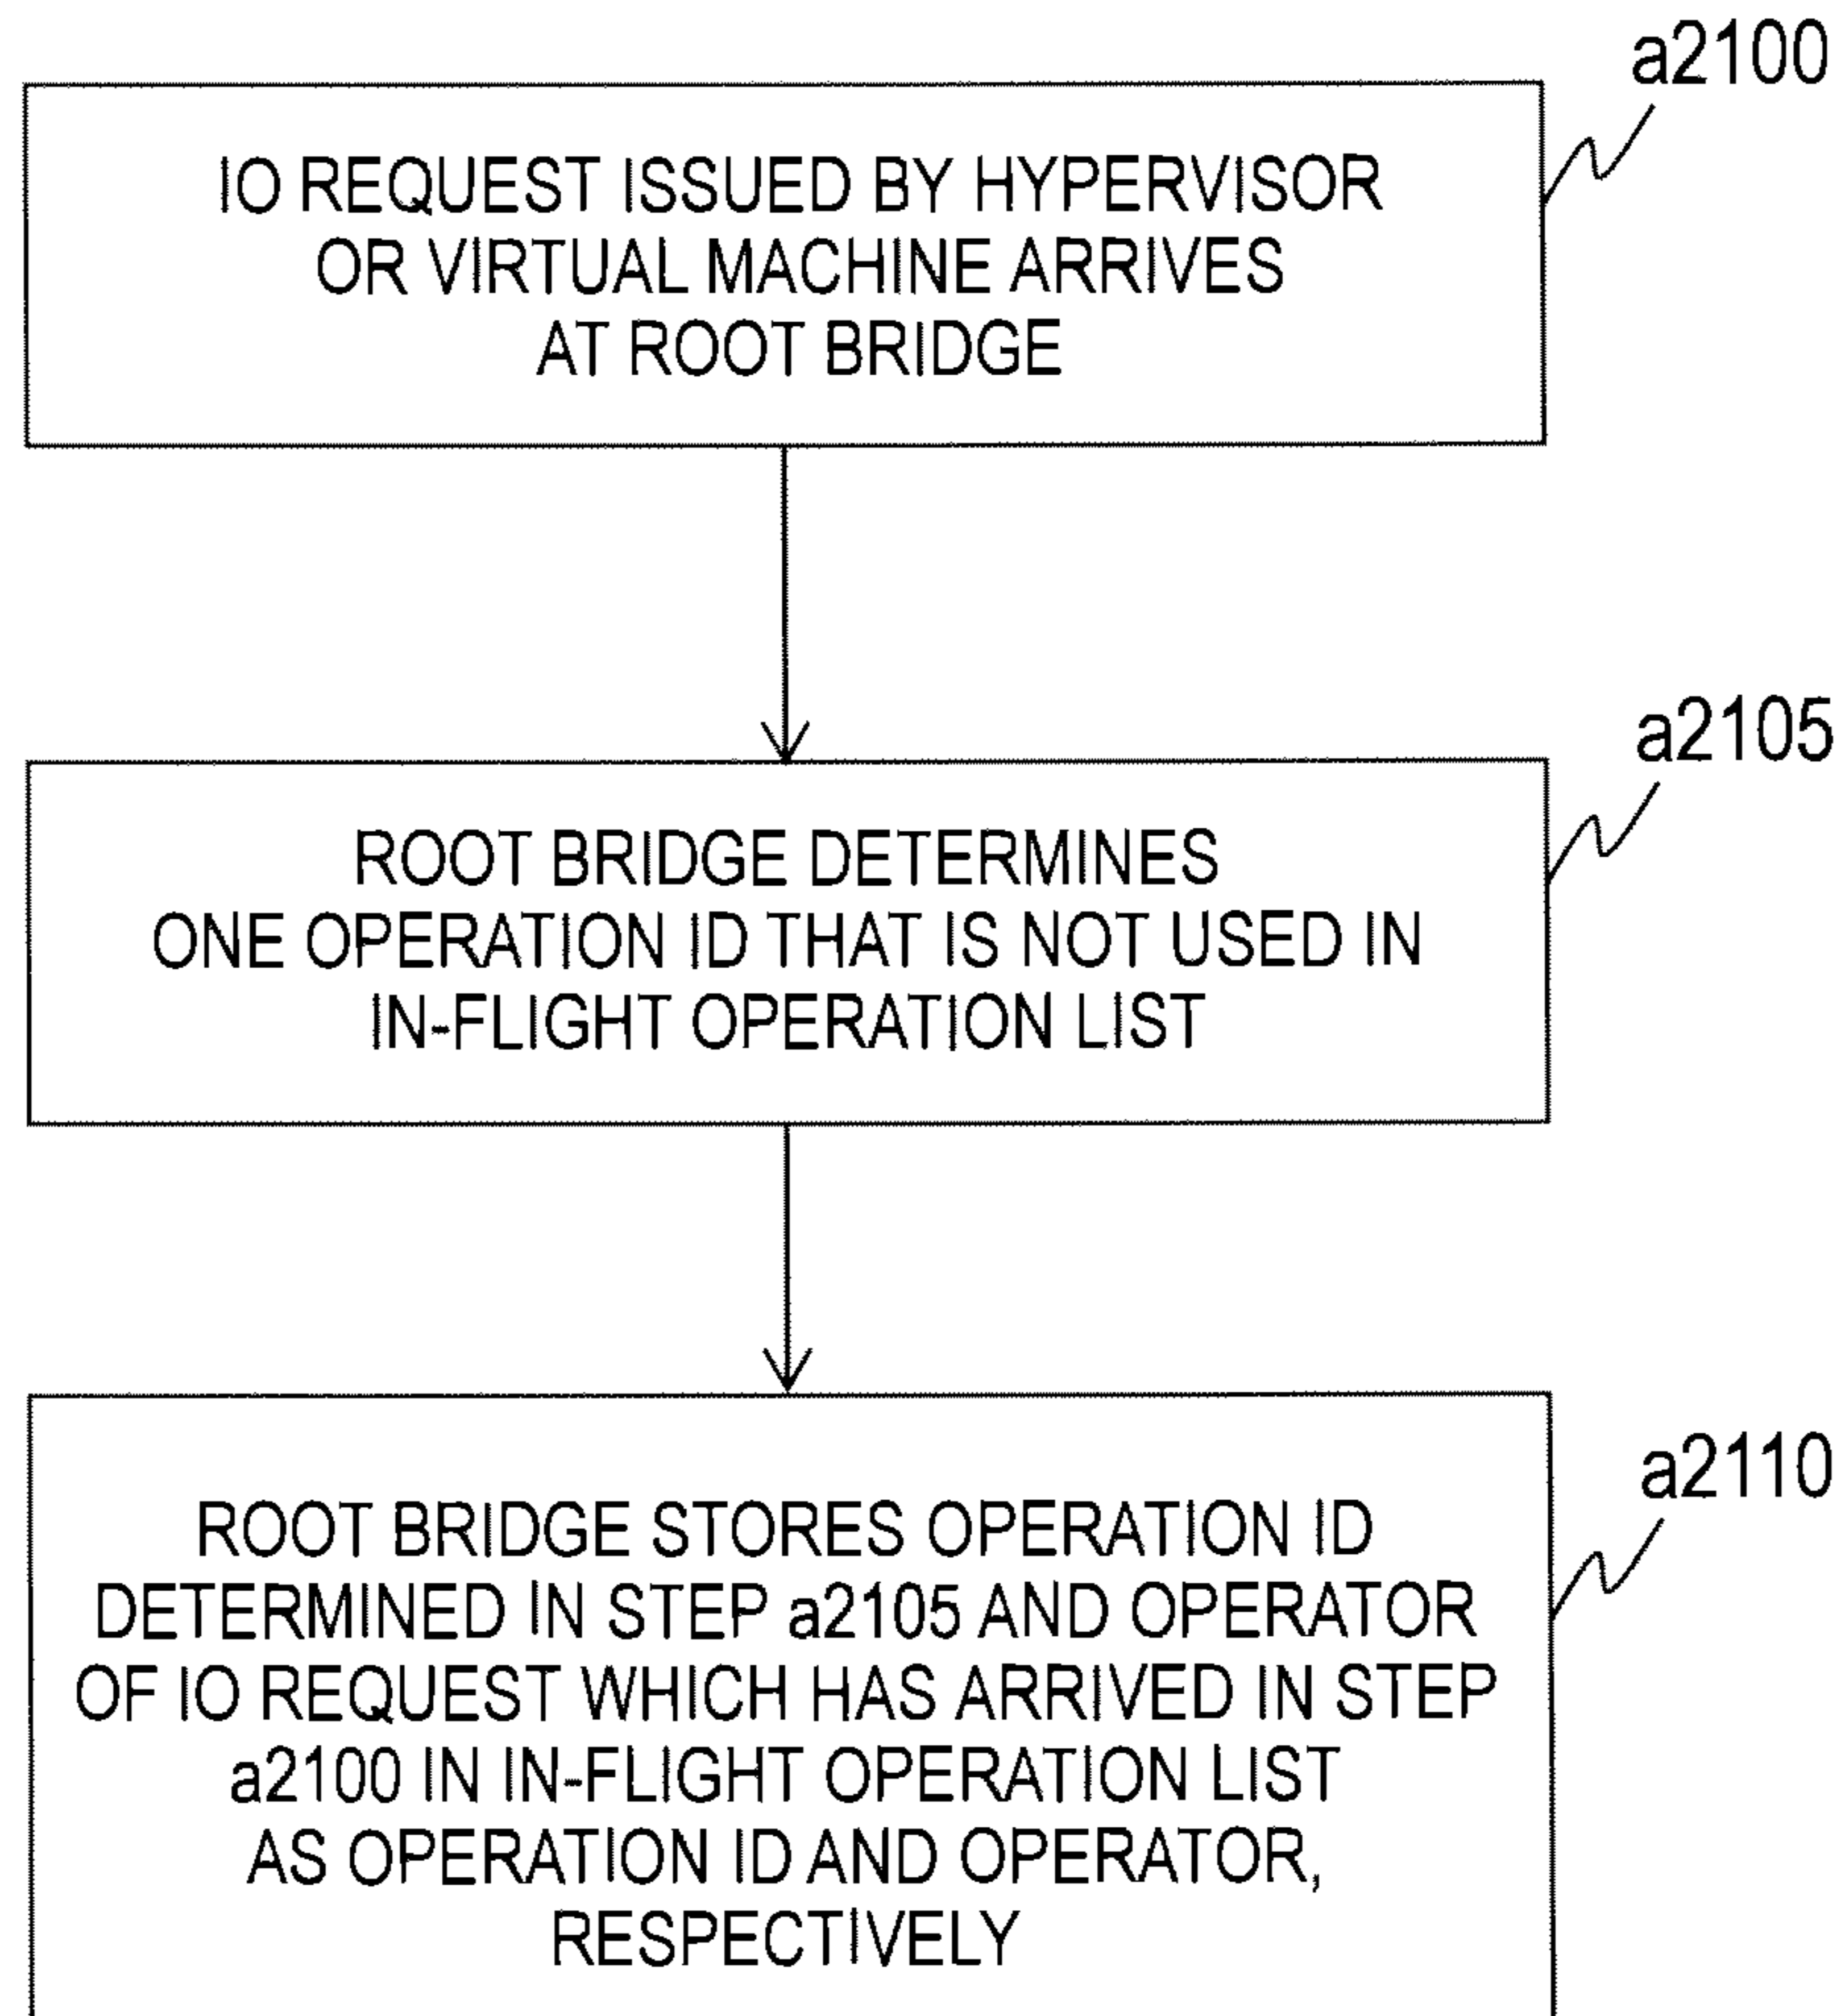 a2100
IO REQUEST ISSUED BY HYPERVISOR
OR VIRTUAL MACHINE ARRIVES
AT ROOT BRIDGE
a2105
ROOT BRIDGE DETERMINES
ONE OPERATION ID THAT IS NOT USED IN
IN-FLIGHT OPERATION LIST
a2110
ROOT BRIDGE STORES OPERATION ID
DETERMINED IN STEP a2105 AND OPERATOR
OF IO REQUEST WHICH HAS ARRIVED IN STEP
a2100 IN IN-FLIGHT OPERATION LIST
AS OPERATION ID AND OPERATOR,
RESPECTIVELY